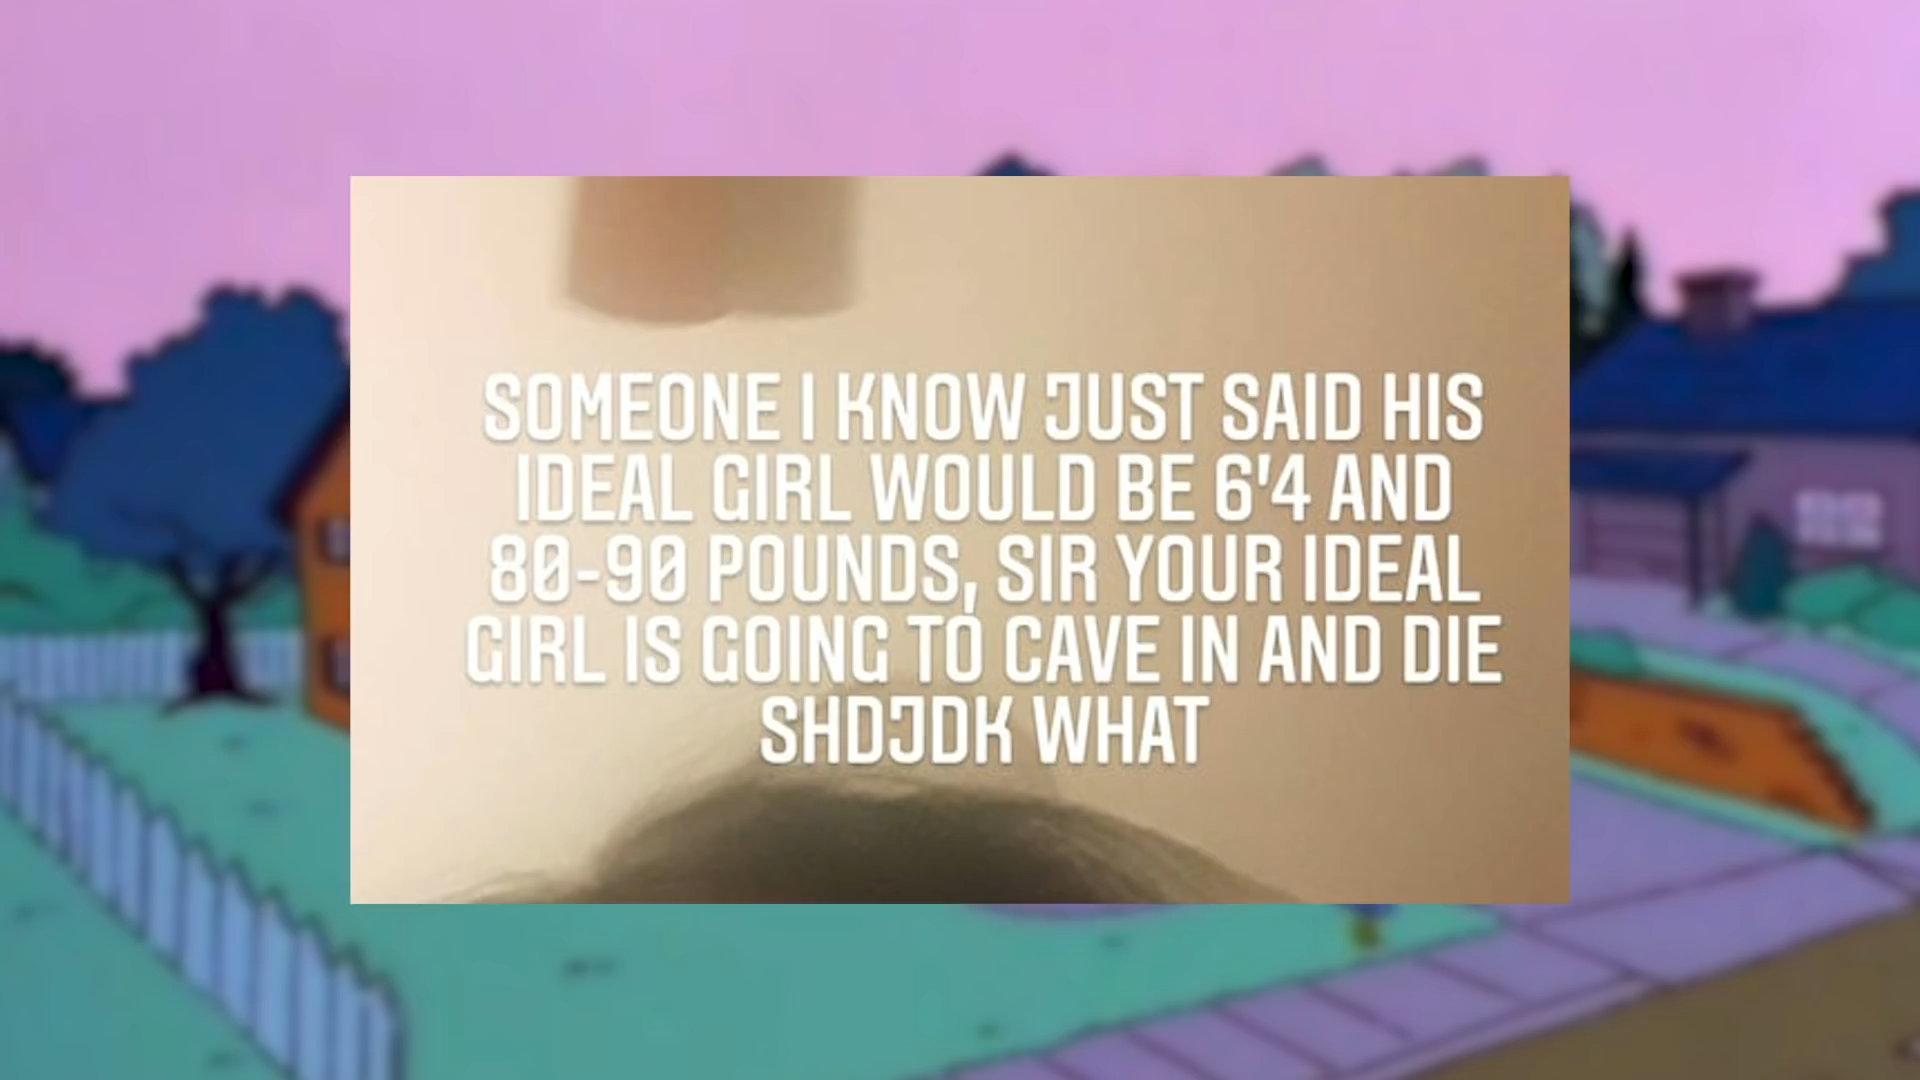 SOMEONE I KNOW JUST SAID HIS
IDEAL GIRL WOULD BE 6'4 AND
80-90 POUNDS, SIR YOUR IDEAL
GIRL IS GOING TO CAVE IN AND DIE
SHDJDK WHAT